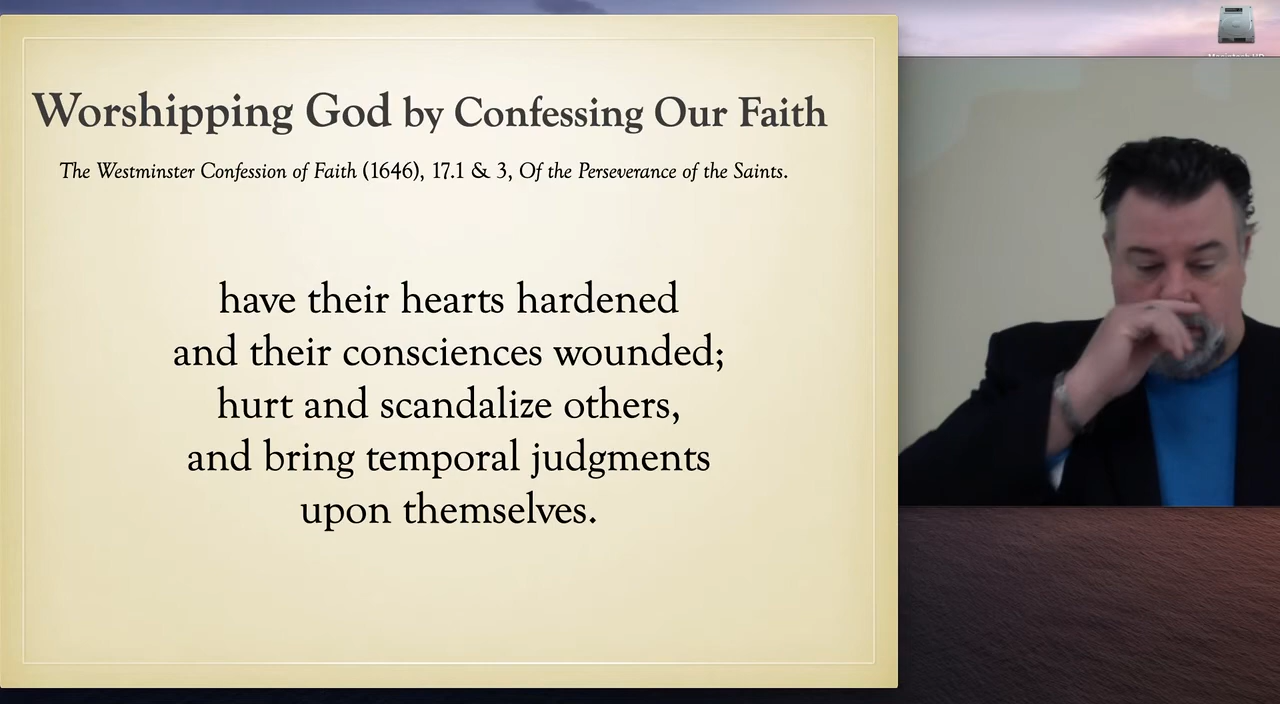 Worshipping God by Confessing Our Faith
The Westminster Confession of Faith (1646), 17.1 & 3, Of the Perseverance of the Saints.
have their hearts hardened
and their consciences wounded;
hurt and scandalize others,
and bring temporal judgments
upon themselves.